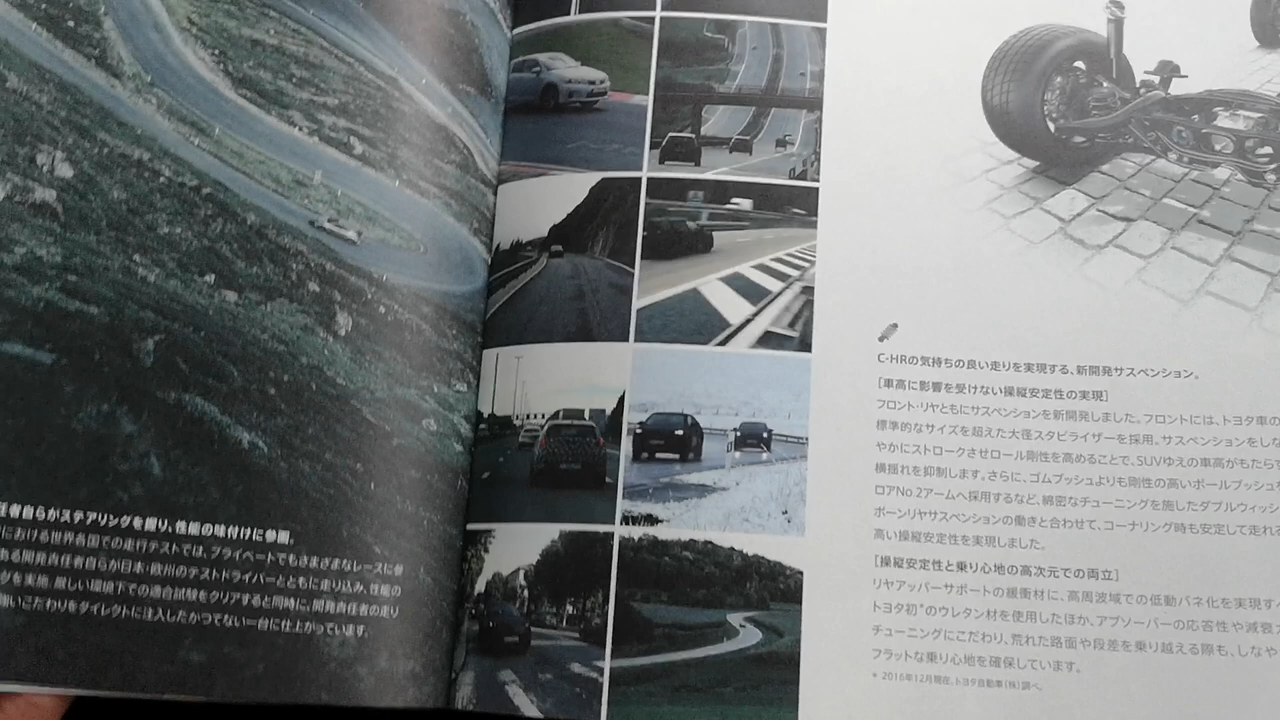 任者自らがステアリングを握り、性能の味付けに参画。
における世界各国での走行テストでは、プライベートでもさまざまなレースに参
ある開発責任者自らが日本・欧州のテストドライバーとともに走り込み、性能の
を実施。厳しい環境下での適合試験をクリアすると同時に、開発責任者の走り
強いこだわりをダイレクトに注入したかつてない一台に仕上がっています。
C-HRの気持ちの良い走りを実現する、新開発サスペンション。
[車高に影響を受けない操縦安定性の実現]
フロント・リヤともにサスペンションを新開発しました。フロントには、トヨタ車の
標準的なサイズを超えた大径スタビライザーを採用。サスペンションをしな
やかにストロークさせロール剛性を高めることで、SUVゆえの車高がもたらす
横揺れを抑制します。さらに、ゴムブッシュよりも剛性の高いボールブッシュを
ロアNo.2アームへ採用するなど、綿密なチューニングを施したダブルウィッシ
ボーンリヤサスペンションの働きと合わせて、コーナリング時も安定して走れる
高い操縦安定性を実現しました。
[操縦安定性と乗り心地の高次元での両立]
リヤアッパーサポートの緩衝材に、高周波域での低動バネ化を実現す
トヨタ初*のウレタン材を使用したほか、アブソーバーの応答性や減衰
チューニングにこだわり、荒れた路面や段差を乗り越える際も、しなや
フラットな乗り心地を確保しています。
* 2016年12月現在。トヨタ自動車(株)調べ。